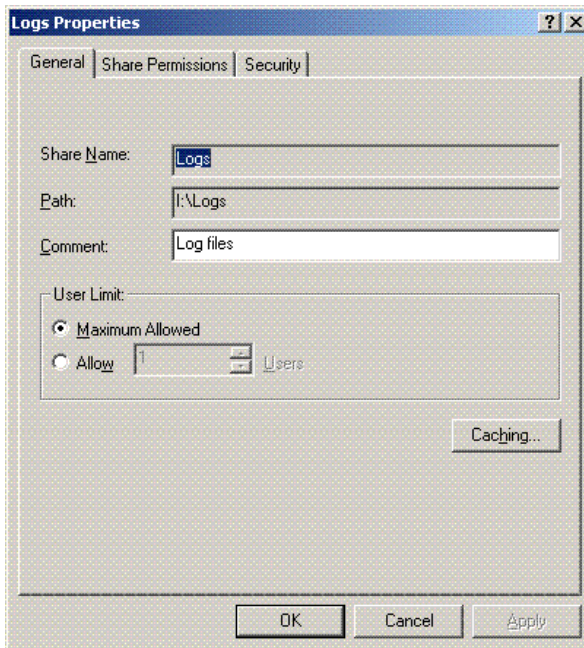 Logs Properties
General Share Permissions Security
Share Name: Logs
Path: I:\Logs
Comment: Log files
User Limit:
Maximum Allowed
Allow 1 Users
Caching...
OK Cancel Apply